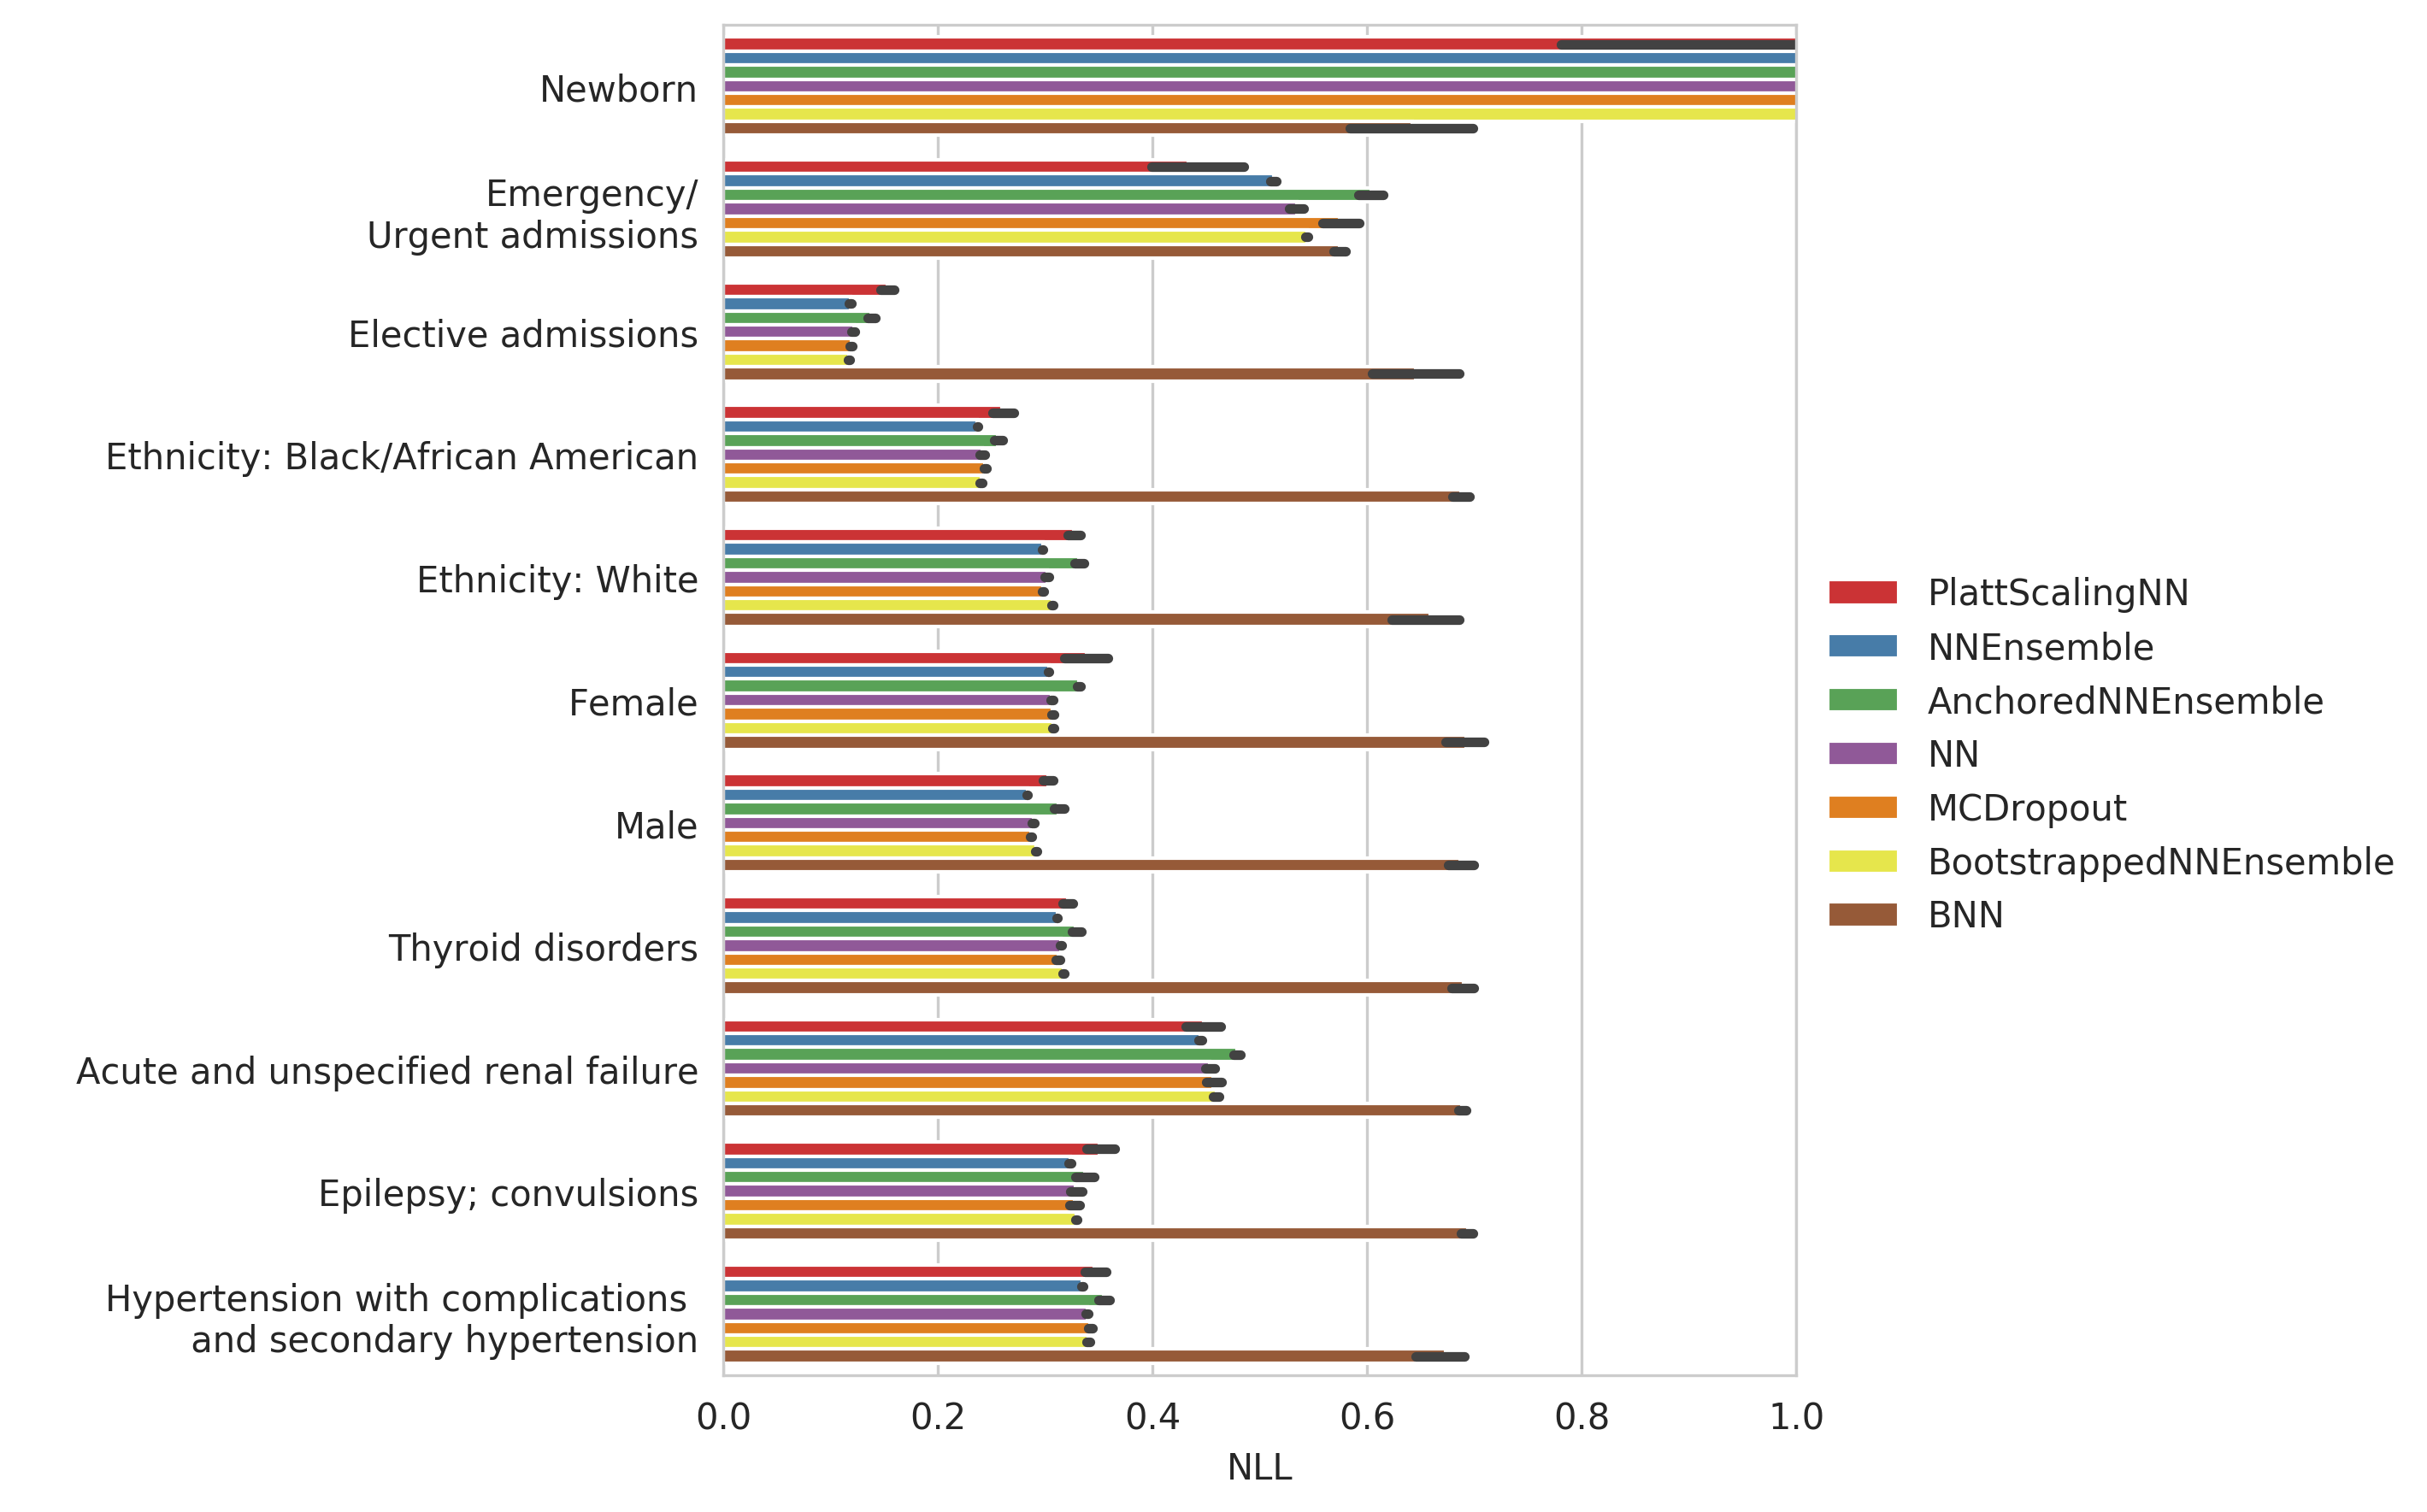 Newborn
Emergency/
Urgent admissions
Elective admissions
Ethnicity: Black/African American
Ethnicity: White
Female
Male
Thyroid disorders
Acute and unspecified renal failure
Epilepsy; convulsions
Hypertension with complications
and secondary hypertension
0.0 0.2 0.4 0.6 0.8 1.0
NLL
PlattScalingNN
NNEnsemble
AnchoredNNEnsemble
NN
MCDropout
BootstrappedNNEnsemble
BNN